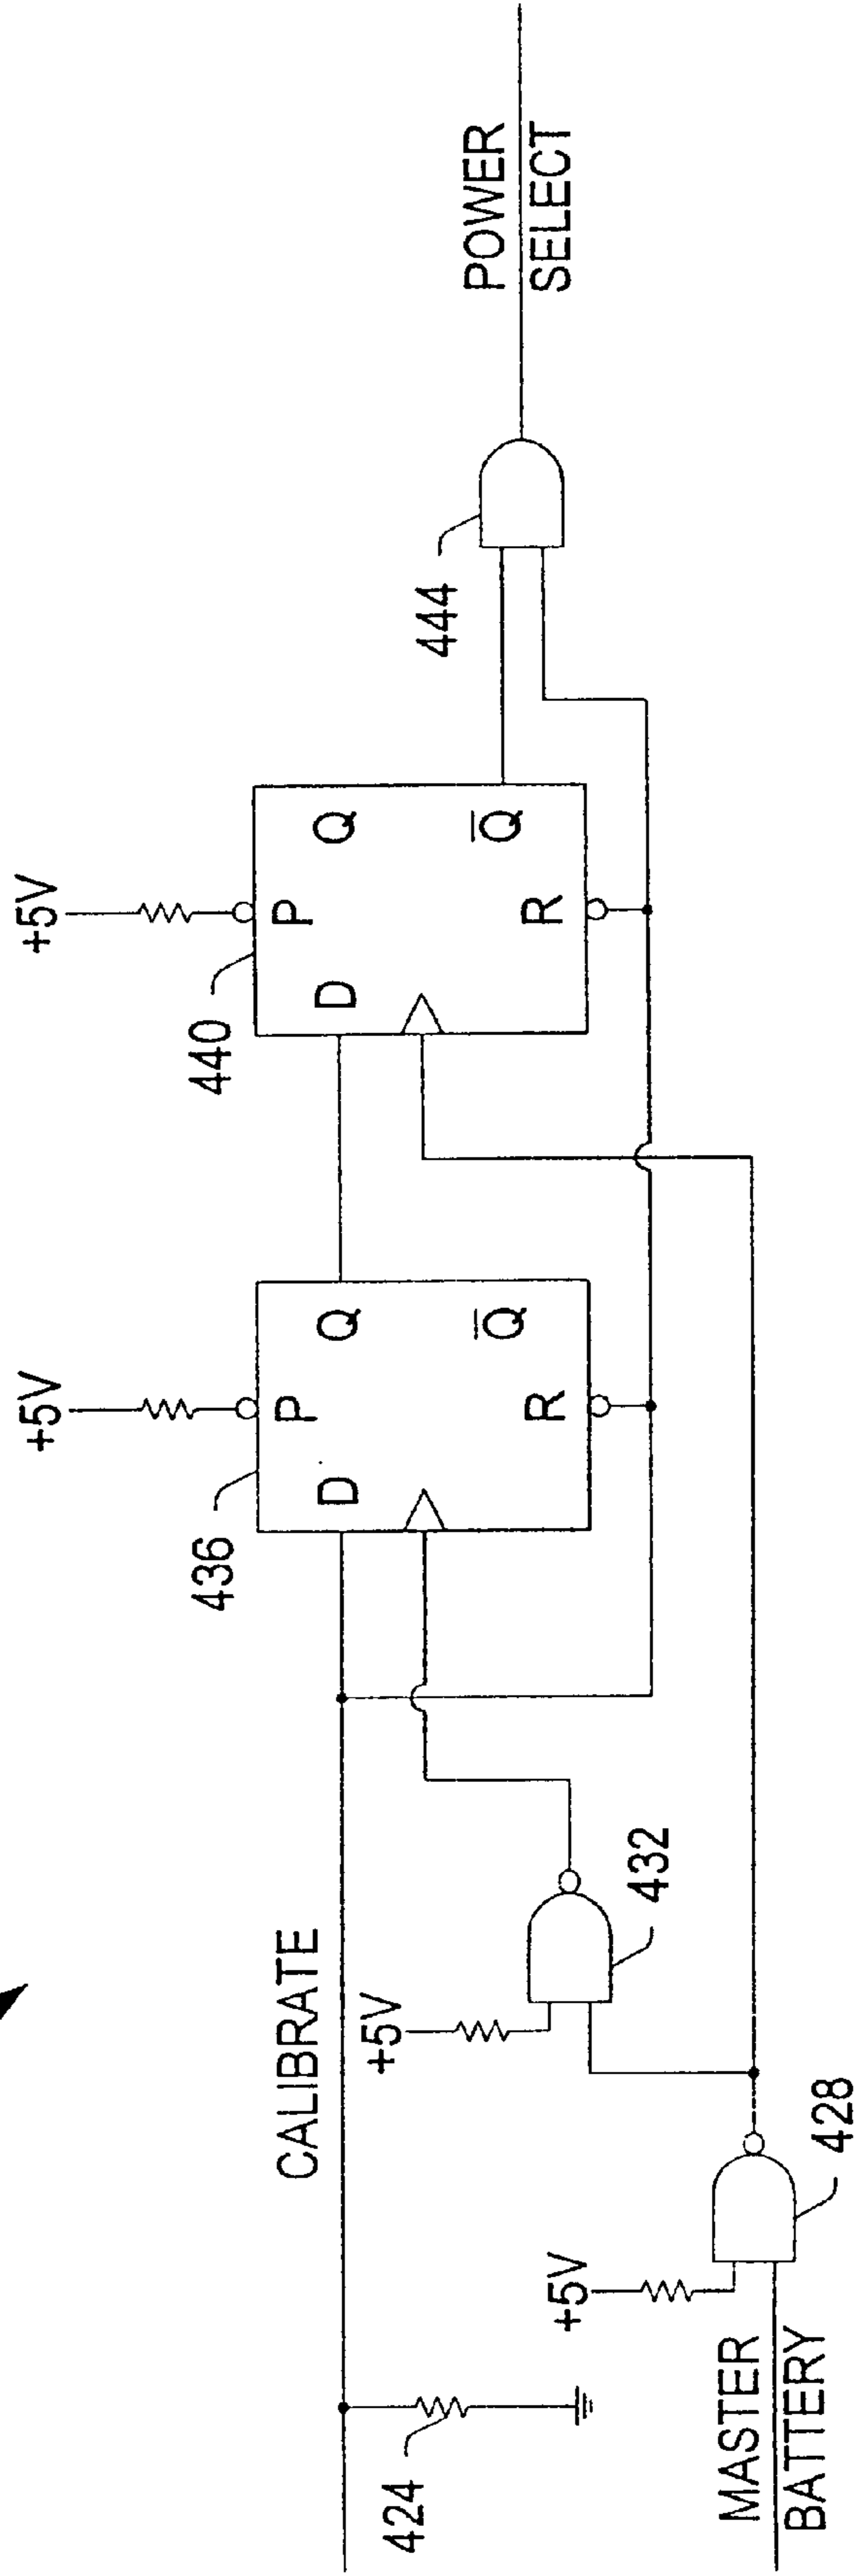 +5V
+5V
436
440
P
P
D
Q
D
Q
Q̅
Q̅
R
R
CALIBRATE
424
+5V
432
444
POWER
SELECT
+5V
428
MASTER
BATTERY